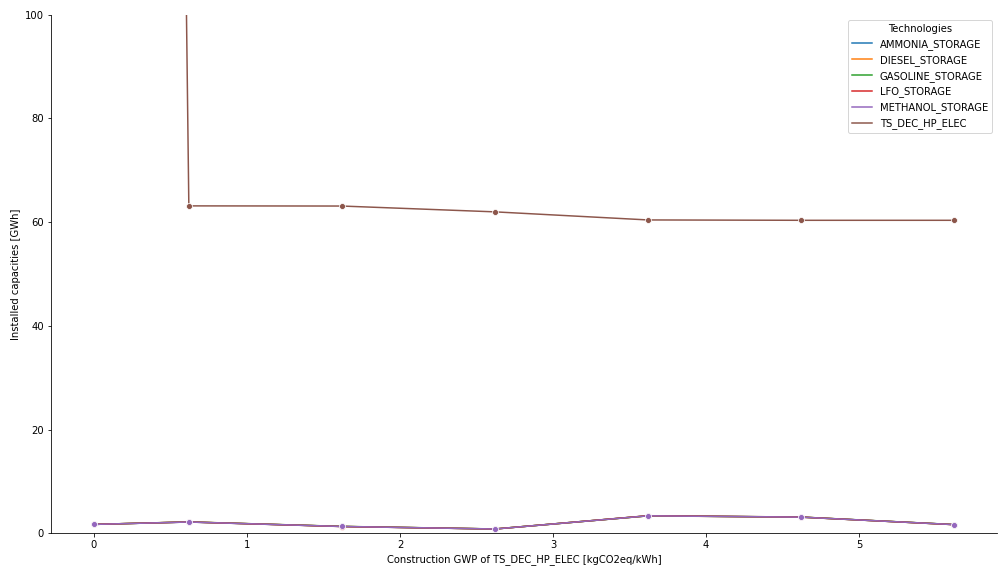 100
80
60
40
20
0
Installed capacities [GWh]
Technologies
AMMONIA_STORAGE
DIESEL_STORAGE
GASOLINE_STORAGE
LFO_STORAGE
METHANOL_STORAGE
TS_DEC_HP_ELEC
0 1 2 3 4 5
Construction GWP of TS_DEC_HP_ELEC [kgCO2eq/kWh]